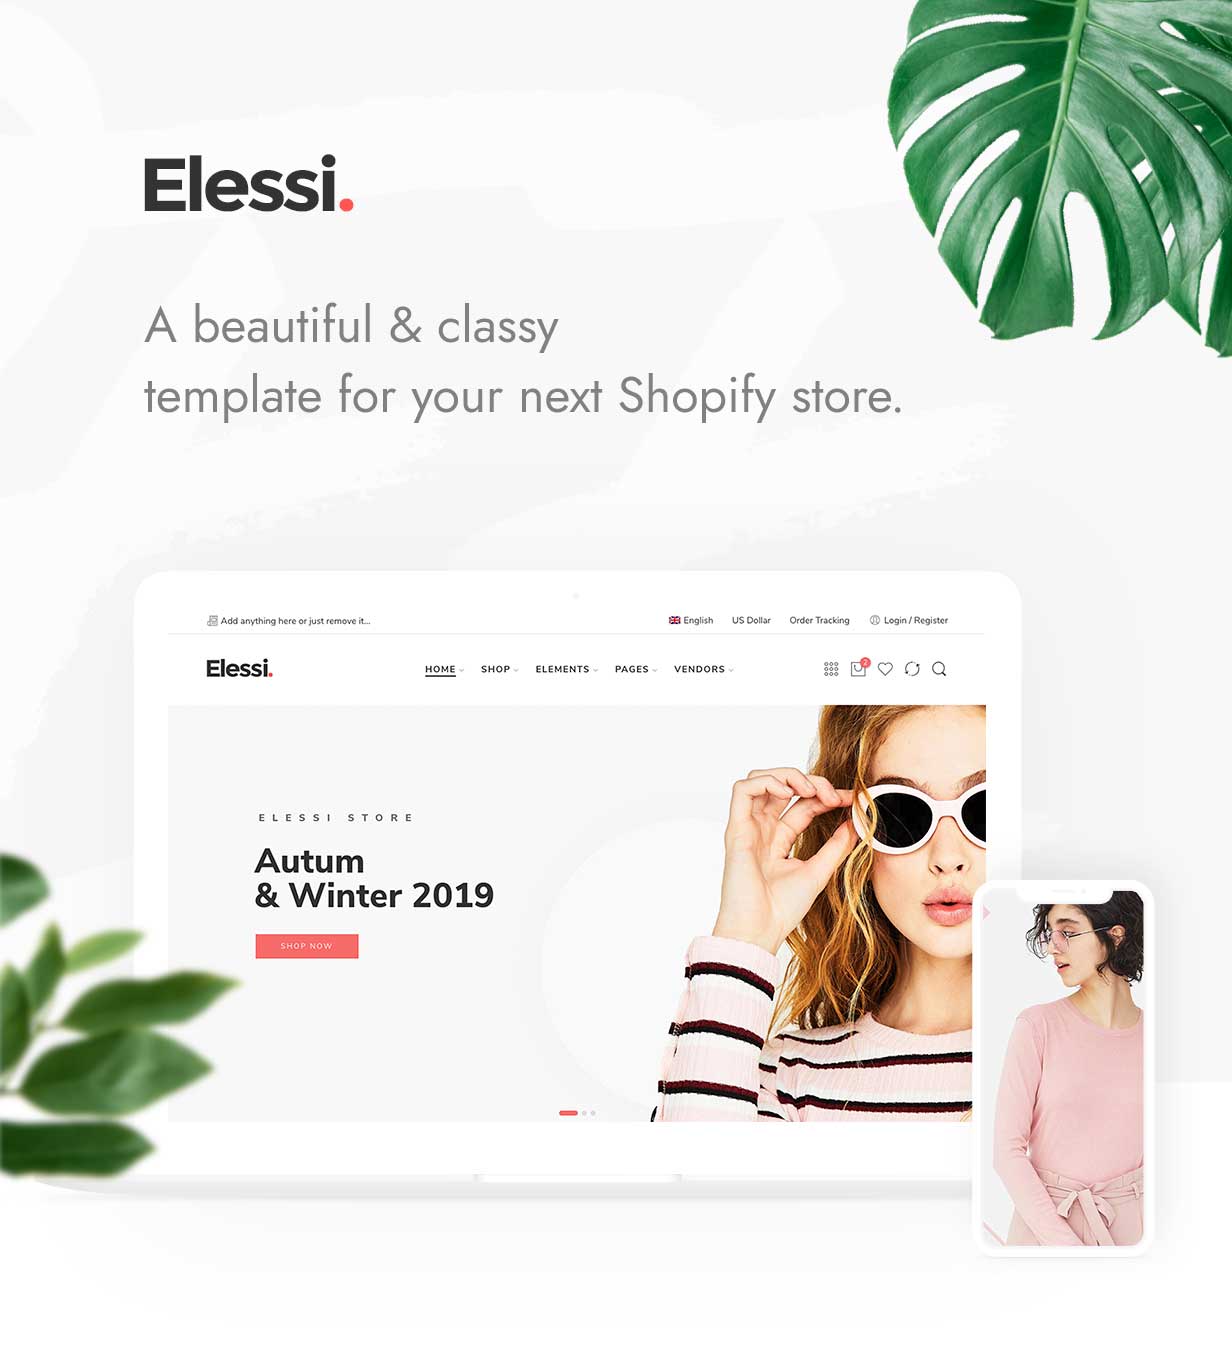 Elessi.
A beautiful & classy
template for your next Shopify store.
Add anything here or just remove it...
English US Dollar Order Tracking Login / Register
Elessi.
HOME SHOP ELEMENTS PAGES VENDORS
2
ELESSI STORE
Autum
& Winter 2019
SHOP NOW